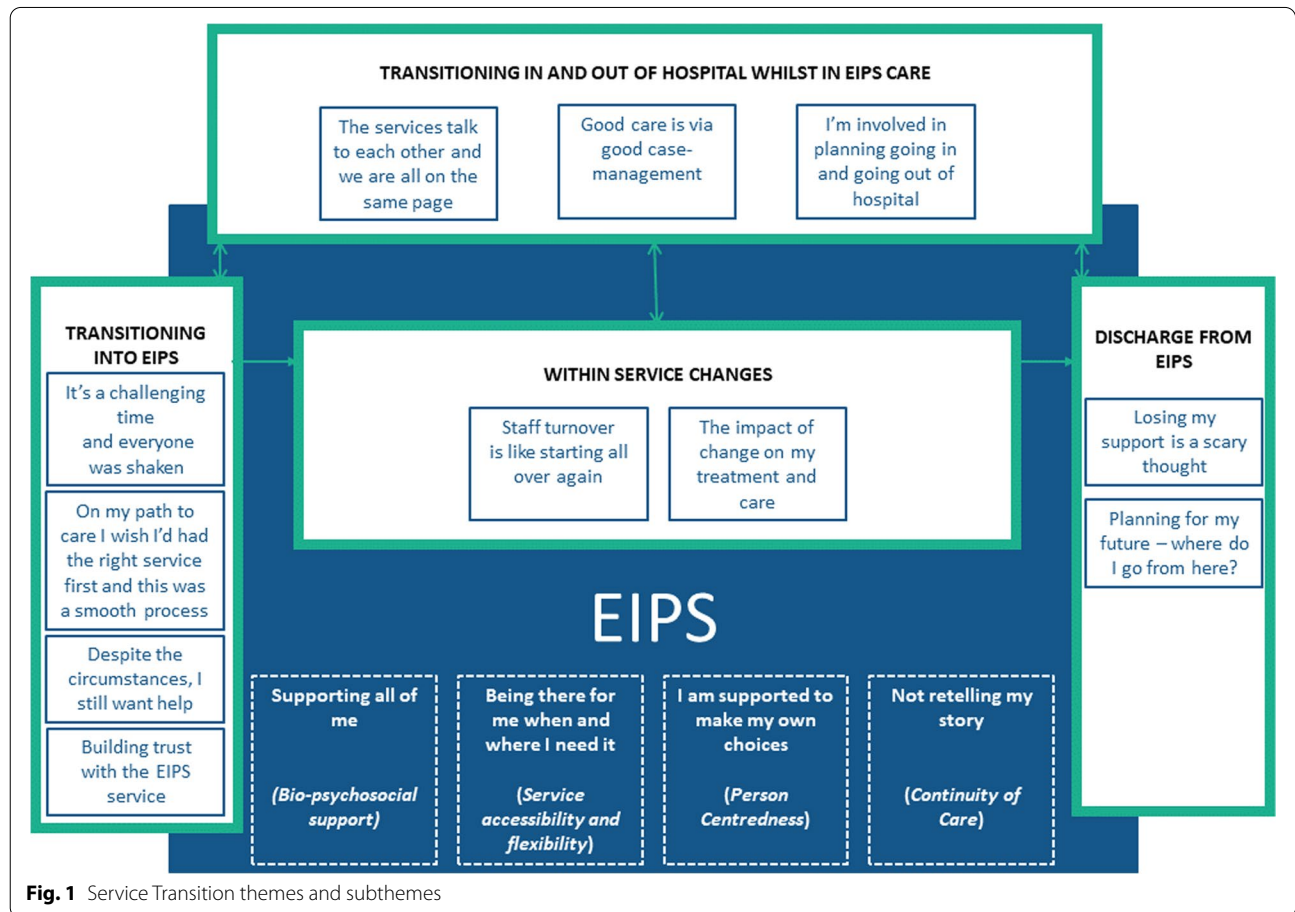 TRANSITIONING IN AND OUT OF HOSPITAL WHILST IN EIPS CARE
The services talk
to each other and
we are all on the
same page
Good care is via
good case-
management
I'm involved in
planning going in
and going out of
hospital
TRANSITIONING
INTO EIPS
It's a challenging
time
and everyone
was shaken
On my path to
care I wish I'd had
the right service
first and this was
a smooth process
Despite the
circumstances, I
still want help
Building trust
with the EIPS
service
WITHIN SERVICE CHANGES
Staff turnover
is like starting all
over again
The impact of
change on my
treatment and
care
DISCHARGE FROM
EIPS
Losing my
support is a scary
thought
Planning for my
future – where do
I go from here?
EIPS
Supporting all of
me
(Bio-psychosocial
support)
Being there for
me when and
where I need it
(Service
accessibility and
flexibility)
I am supported to
make my own
choices
(Person
Centredness)
Not retelling my
story
(Continuity of
Care)
Fig. 1 Service Transition themes and subthemes